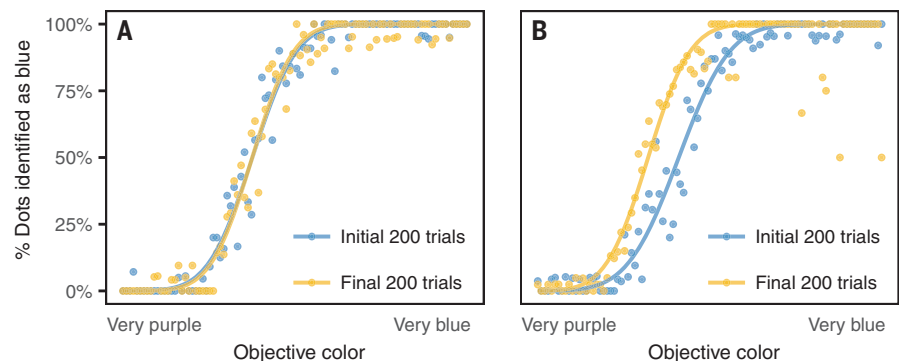 % Dots identified as blue
100%
75%
50%
25%
0%
A
Initial 200 trials
Final 200 trials
Very purple
Very blue
Objective color
B
Initial 200 trials
Final 200 trials
Very purple
Very blue
Objective color